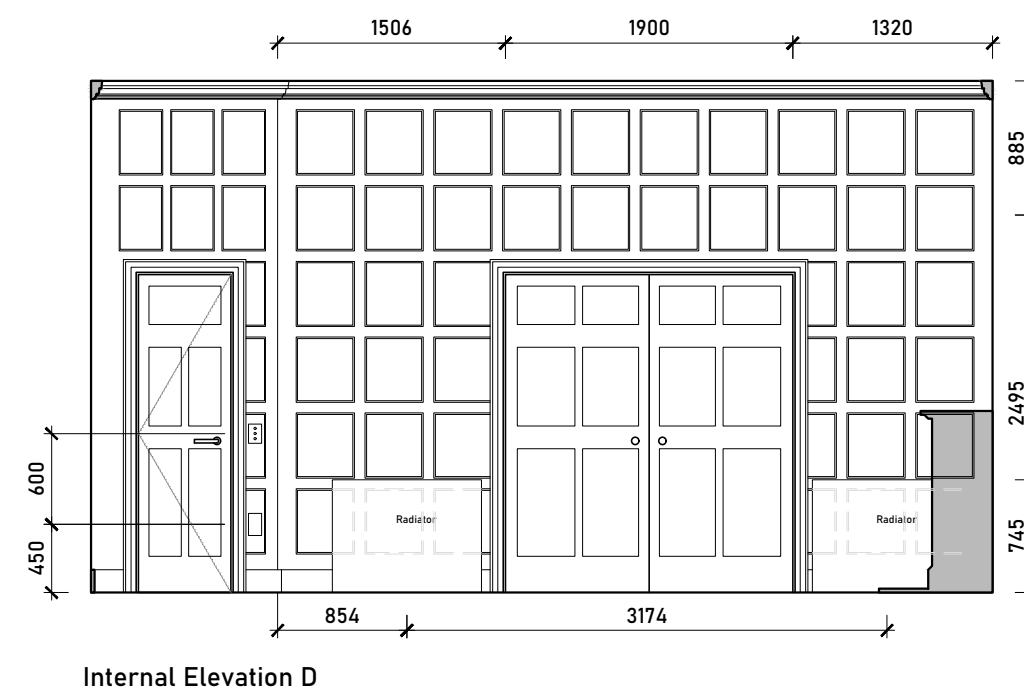 1506 1900 1320
885
2495
600
Radiator Radiator
450
745
854 3174
Internal Elevation D